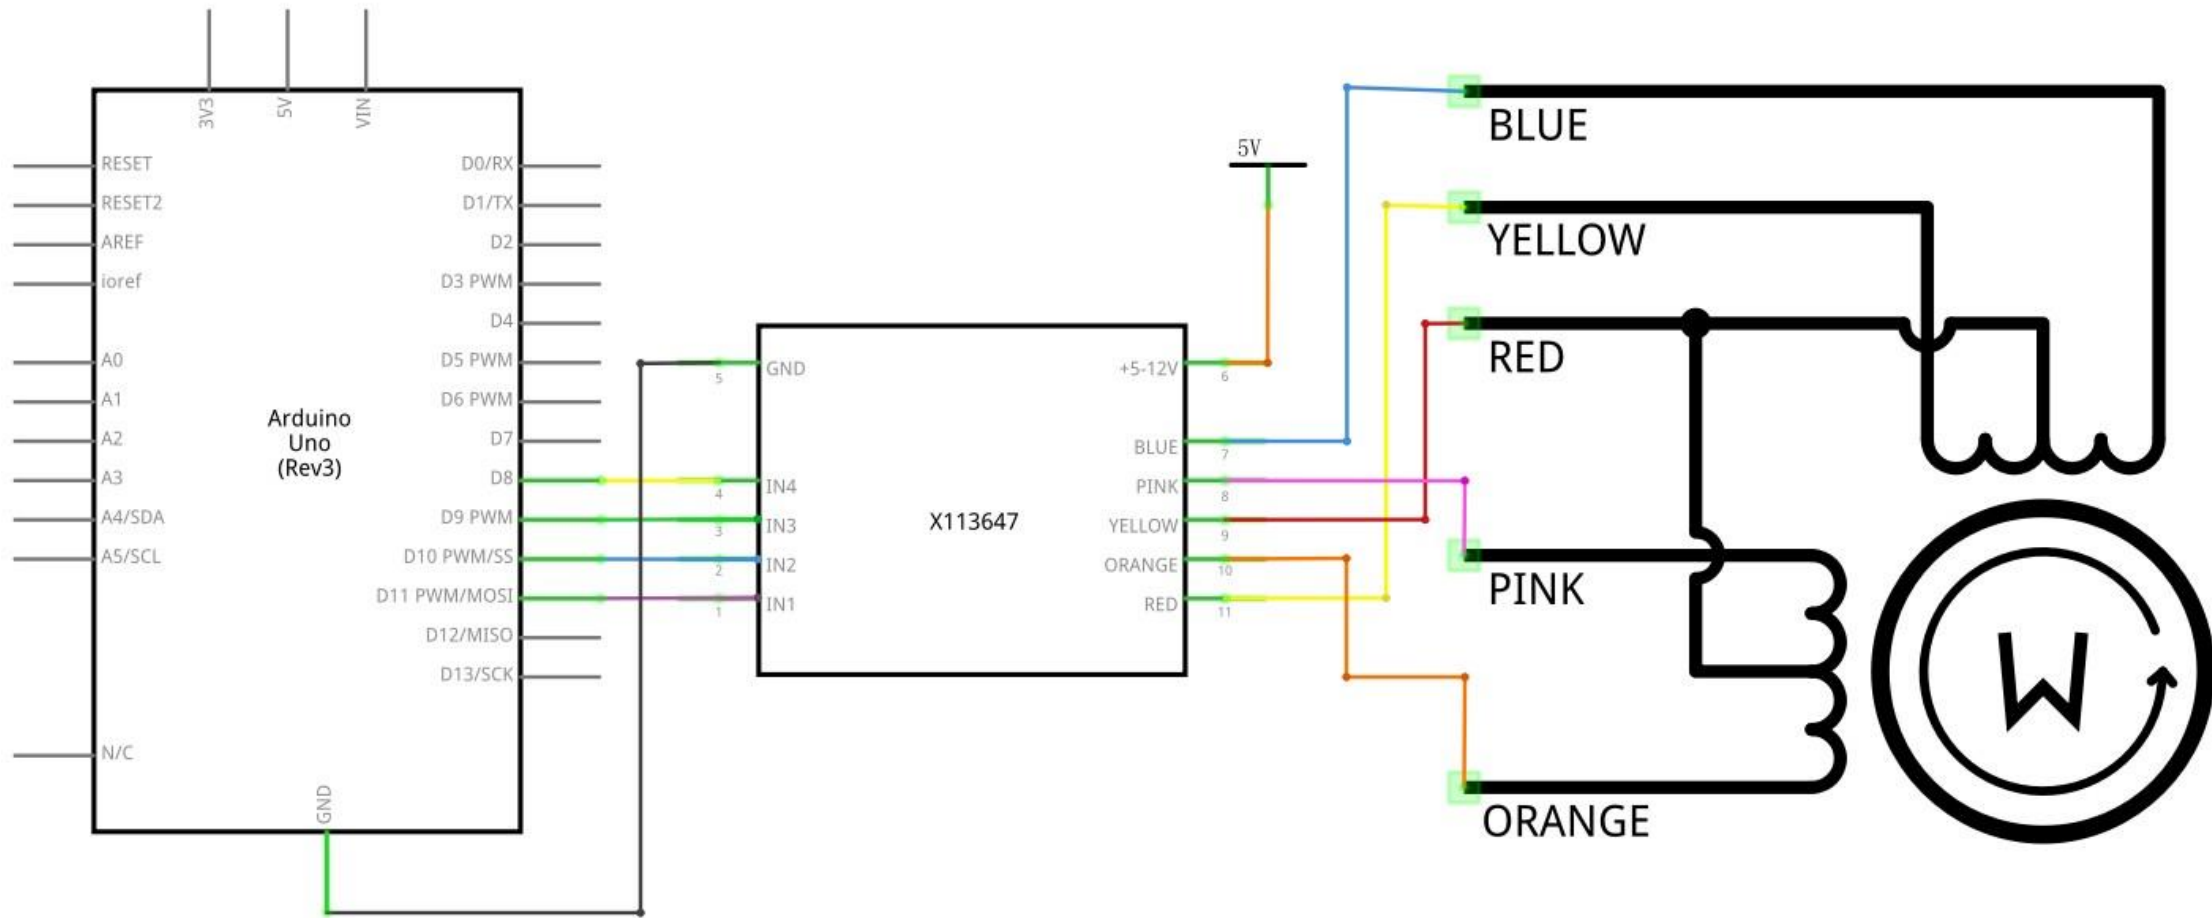 3V3
5V
VIN
RESET
RESET2
AREF
ioref
A0
A1
A2
A3
A4/SDA
A5/SCL
N/C
Arduino
Uno
(Rev3)
D0/RX
D1/TX
D2
D3 PWM
D4
D5 PWM
D6 PWM
D7
D8
D9 PWM
D10 PWM/SS
D11 PWM/MOSI
D12/MISO
D13/SCK
GND
5
4
3
2
1
GND
IN4
IN3
IN2
IN1
X113647
+5-12V
BLUE
PINK
YELLOW
ORANGE
RED
6
7
8
9
10
11
5V
BLUE
YELLOW
RED
PINK
ORANGE
W